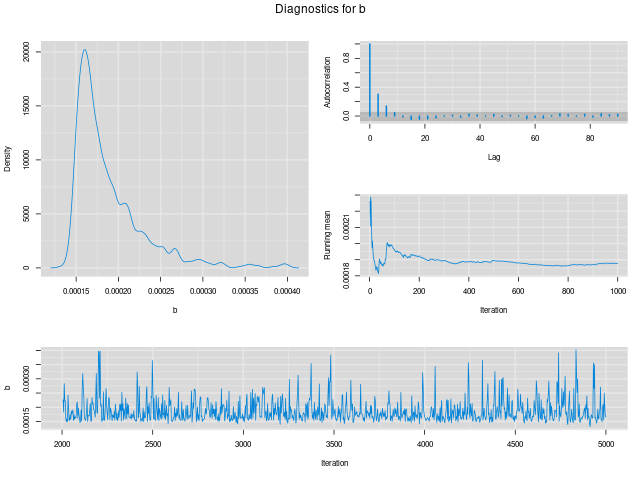 Diagnostics for b
Density
0 5000 10000 15000 20000
0.00015 0.00020 0.00025 0.00030 0.00035 0.00040
b
Autocorrelation
0.0 0.4 0.8
0 20 40 60 80
Lag
Running mean
0.00018 0.00021
0 200 400 600 800 1000
Iteration
b
0.00015 0.00030
2000 2500 3000 3500 4000 4500 5000
Iteration